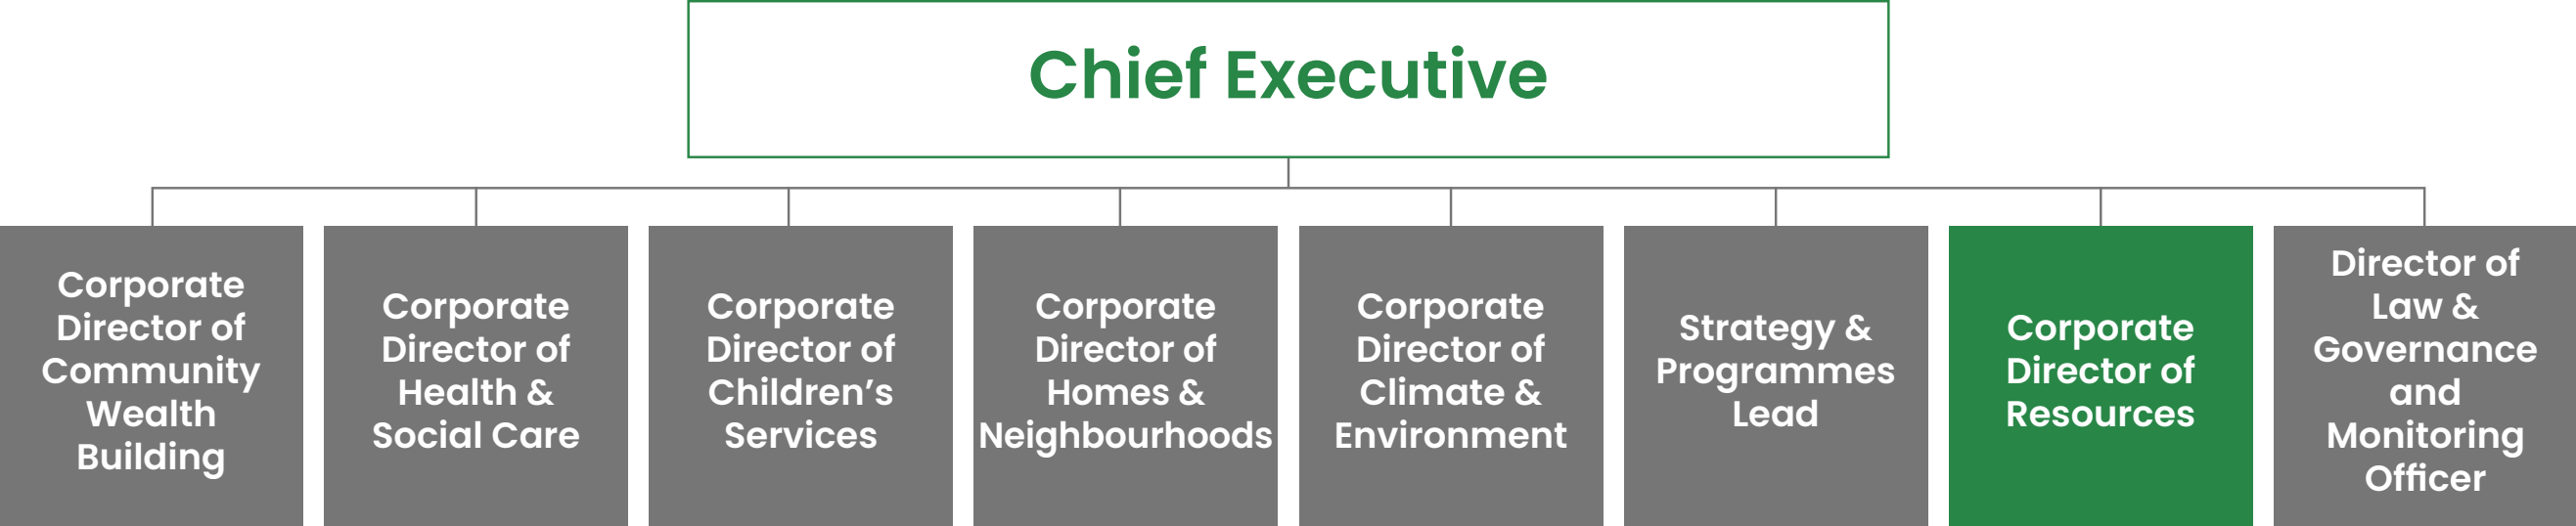 Chief Executive
Corporate
Director of
Community
Wealth
Building
Corporate
Director of
Health &
Social Care
Corporate
Director of
Children’s
Services
Corporate
Director of
Homes &
Neighbourhoods
Corporate
Director of
Climate &
Environment
Strategy &
Programmes
Lead
Corporate
Director of
Resources
Director of
Law &
Governance
and
Monitoring
Officer